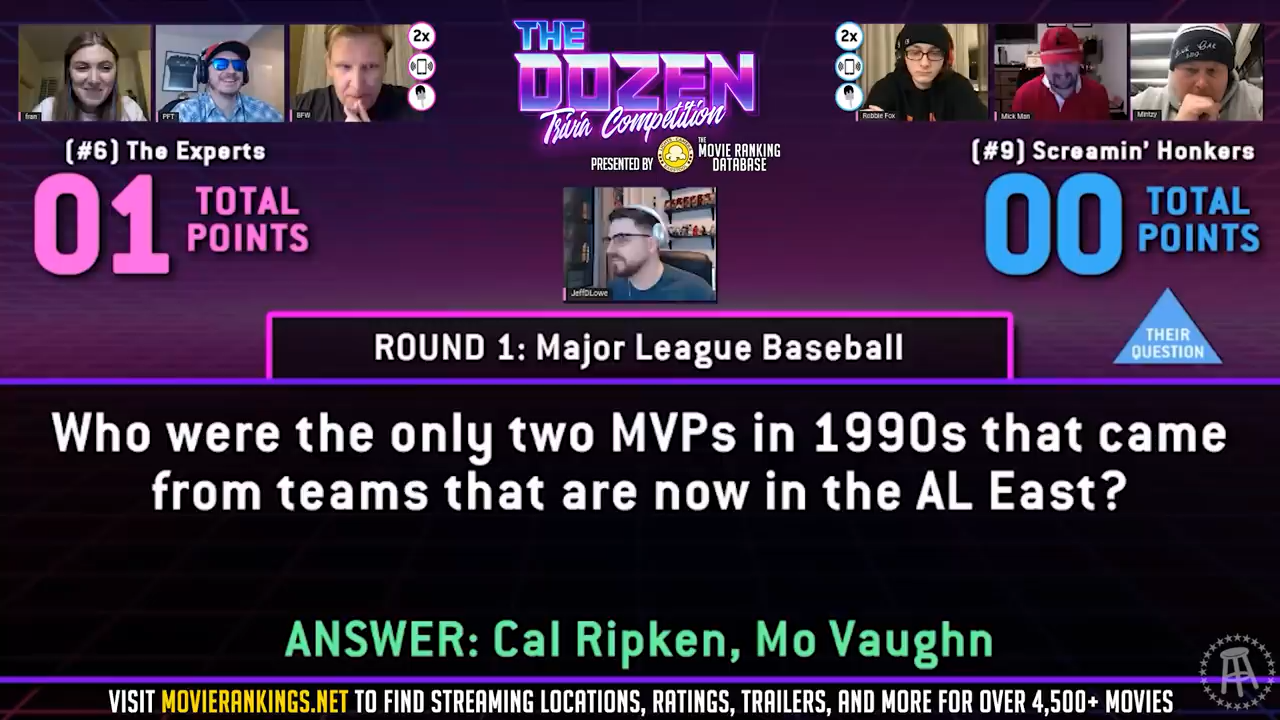 THE
DOZEN
Trivia Competition
PRESENTED BY THE MOVIE RANKING DATABASE
2x
2x
fran
PFT
BFW
Robbie Fox
Mick Man
Mintzy
(#6) The Experts
01 TOTAL POINTS
(#9) Screamin' Honkers
00 TOTAL POINTS
JeffDLowe
THEIR
QUESTION
ROUND 1: Major League Baseball
Who were the only two MVPs in 1990s that came
from teams that are now in the AL East?
ANSWER: Cal Ripken, Mo Vaughn
VISIT MOVIERANKINGS.NET TO FIND STREAMING LOCATIONS, RATINGS, TRAILERS, AND MORE FOR OVER 4,500+ MOVIES